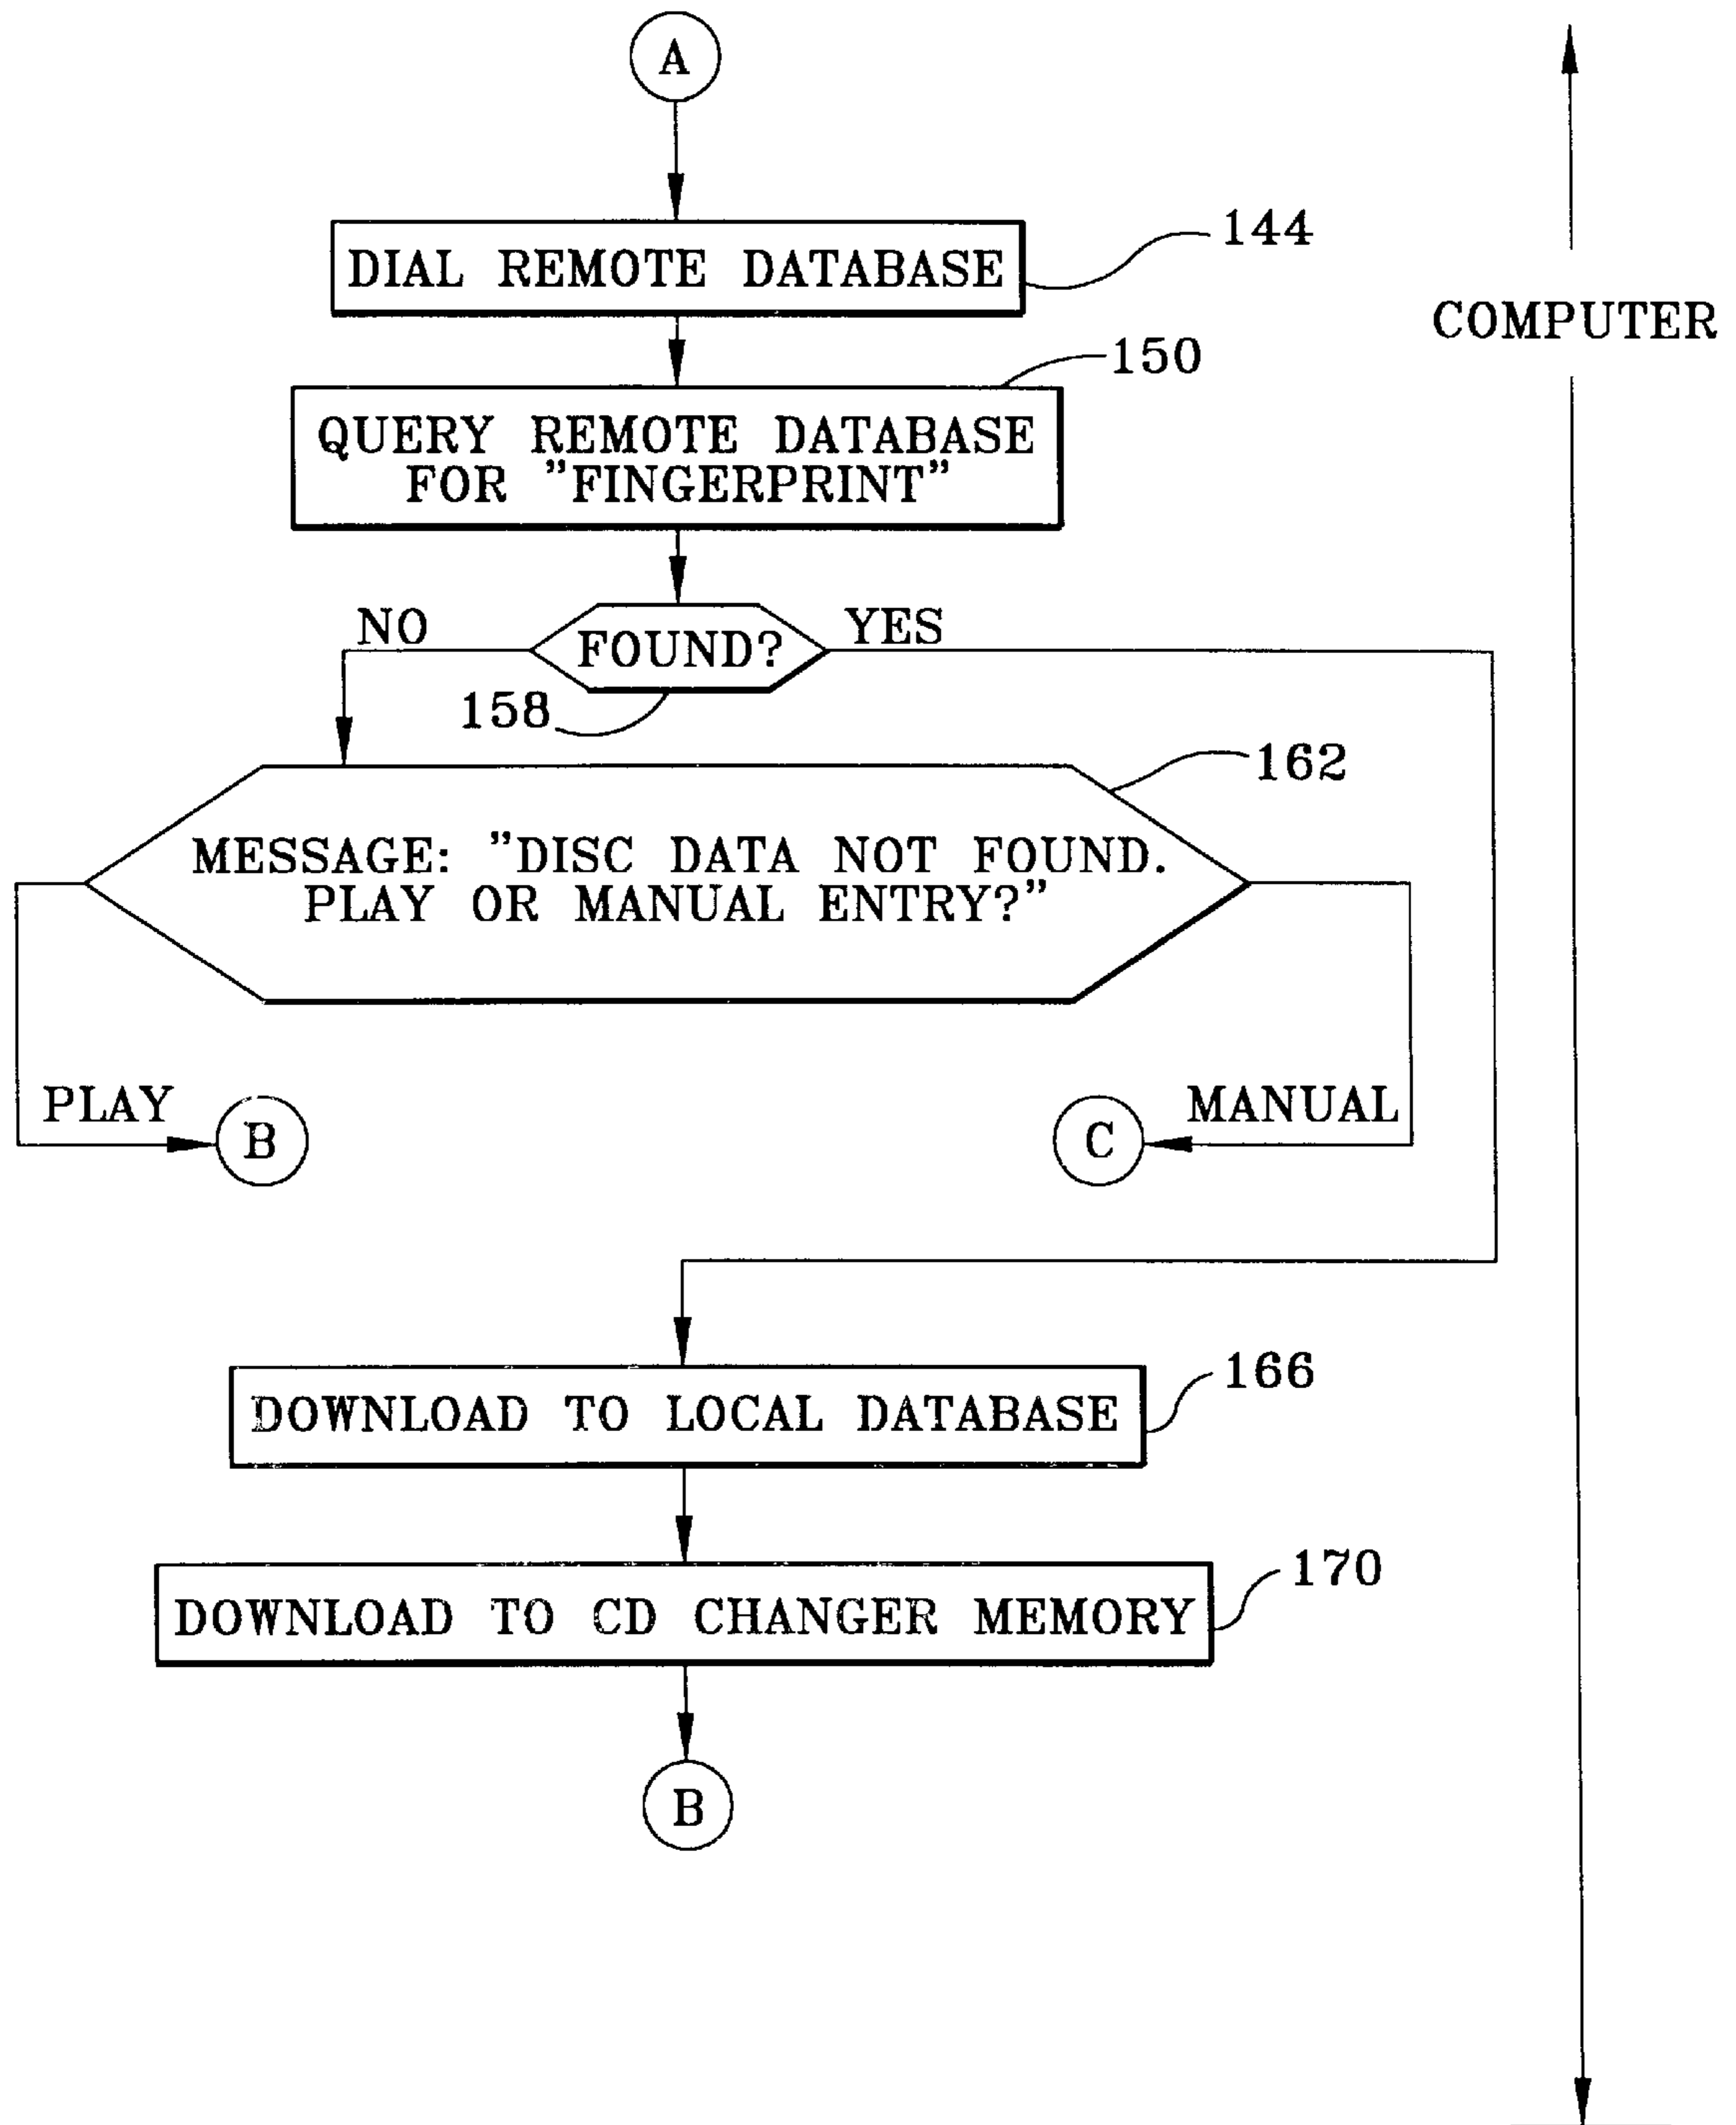 A
144
DIAL REMOTE DATABASE
COMPUTER
150
QUERY REMOTE DATABASE
FOR "FINGERPRINT"
NO
FOUND?
YES
158
162
MESSAGE: "DISC DATA NOT FOUND.
PLAY OR MANUAL ENTRY?"
PLAY
B
C
MANUAL
166
DOWNLOAD TO LOCAL DATABASE
170
DOWNLOAD TO CD CHANGER MEMORY
B